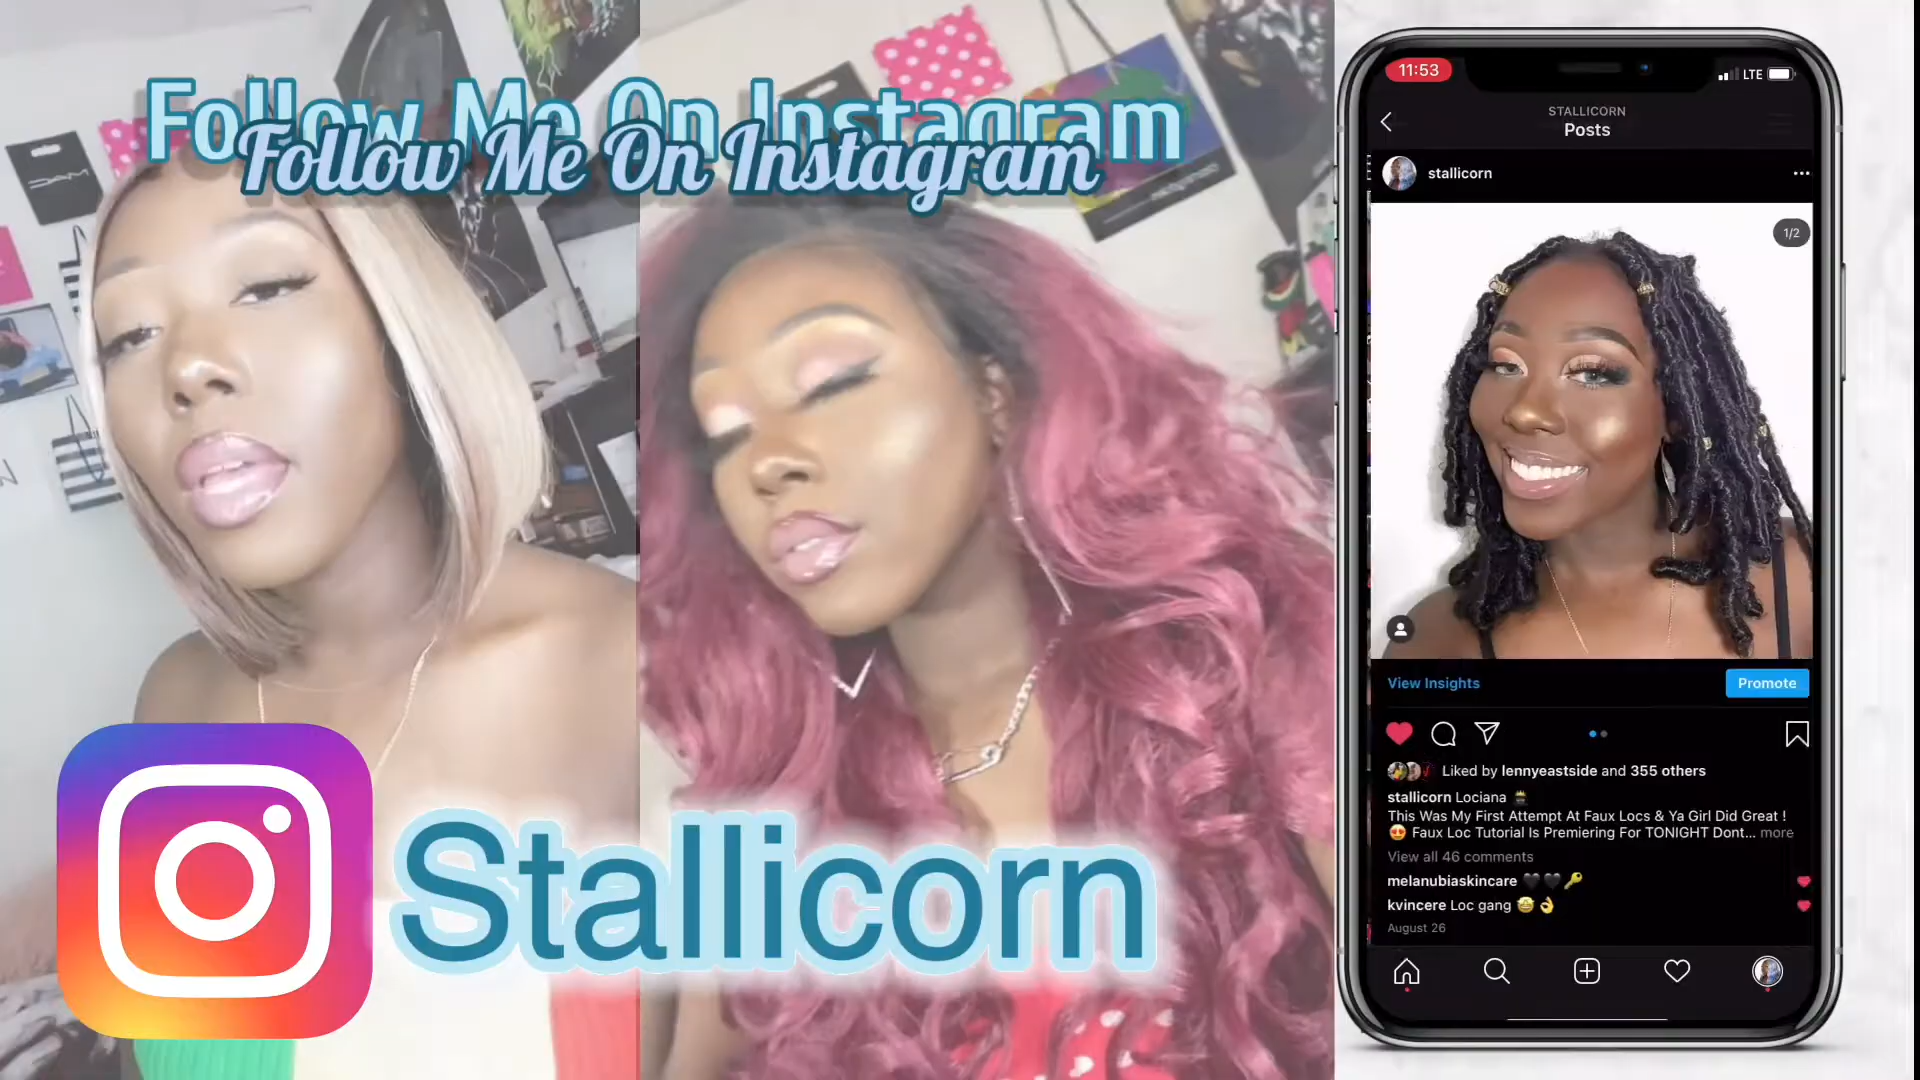 Follow Me On Instagram
Follow Me On Instagram
MAC
Stallicorn
11:53
LTE
STALLICORN
Posts
stallicorn
1/2
View Insights
Promote
Liked by lennyeastside and 355 others
stallicorn Lociana
This Was My First Attempt At Faux Locs & Ya Girl Did Great !
😍 Faux Loc Tutorial Is Premiering For TONIGHT Dont... more
View all 46 comments
melanubiaskincare 🖤🖤🔑
kvincere Loc gang 🤩👌
August 26